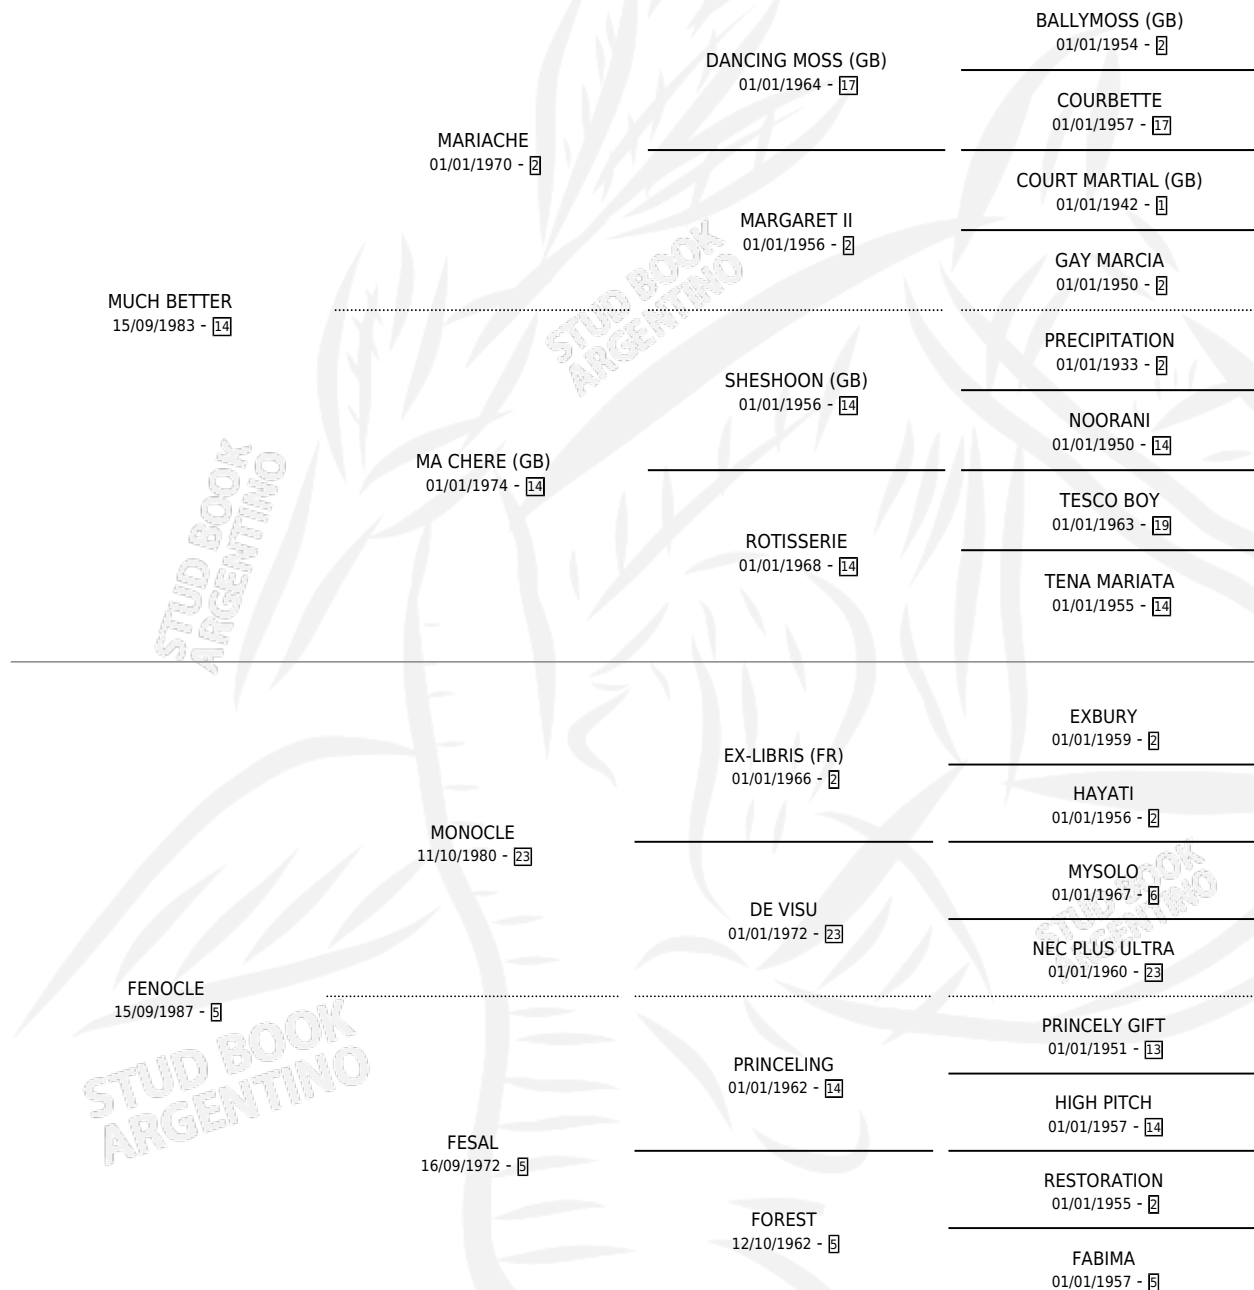 BALLYMOSS (GB)
01/01/1954 - 2
DANCING MOSS (GB)
01/01/1964 - 17
COURBETTE
01/01/1957 - 17
MARIACHE
01/01/1970 - 2
COURT MARTIAL (GB)
01/01/1942 - 1
MARGARET II
01/01/1956 - 2
GAY MARCIA
01/01/1950 - 2
MUCH BETTER
15/09/1983 - 14
STUD BOOK
ARGENTINO
PRECIPITATION
01/01/1933 - 2
SHESHOON (GB)
01/01/1956 - 14
NOORANI
01/01/1950 - 14
MA CHERE (GB)
01/01/1974 - 14
TESCO BOY
01/01/1963 - 19
ROTISSERIE
01/01/1968 - 14
TENA MARIATA
01/01/1955 - 14
STUD BOOK
ARGENTINO
EXBURY
01/01/1959 - 2
EX-LIBRIS (FR)
01/01/1966 - 2
HAYATI
01/01/1956 - 2
MONOCLE
11/10/1980 - 23
MYSOLO
01/01/1967 - 6
DE VISU
01/01/1972 - 23
NEC PLUS ULTRA
01/01/1960 - 23
STUD BOOK
ARGENTINO
FENOCLE
15/09/1987 - 5
PRINCELY GIFT
01/01/1951 - 13
PRINCELING
01/01/1962 - 14
HIGH PITCH
01/01/1957 - 14
STUD BOOK
ARGENTINO
FESAL
16/09/1972 - 5
RESTORATION
01/01/1955 - 2
FOREST
12/10/1962 - 5
FABIMA
01/01/1957 - 5